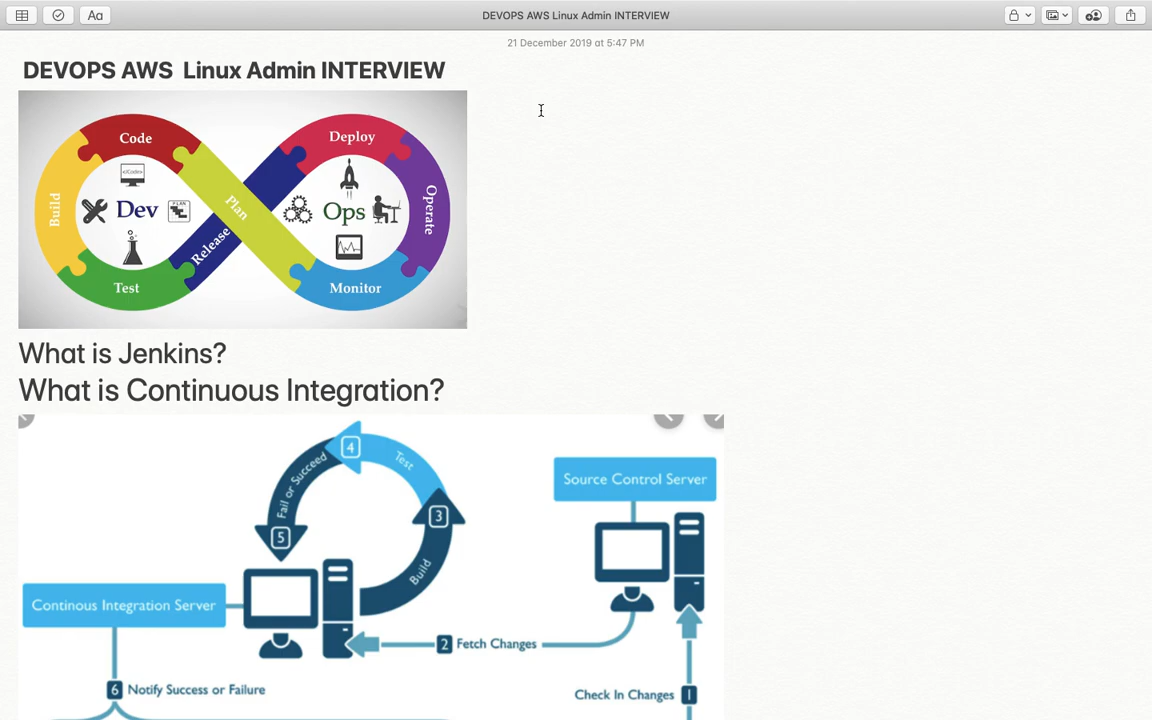 Aa
DEVOPS AWS Linux Admin INTERVIEW
21 December 2019 at 5:47 PM
DEVOPS AWS Linux Admin INTERVIEW
Code
Deploy
Build
Dev
Plan
Ops
Operate
Release
Test
Monitor
What is Jenkins?
What is Continuous Integration?
4
Test
Fail or Succeed
Source Control Server
3
5
Build
Continous Integration Server
2 Fetch Changes
6 Notify Success or Failure
Check In Changes 1